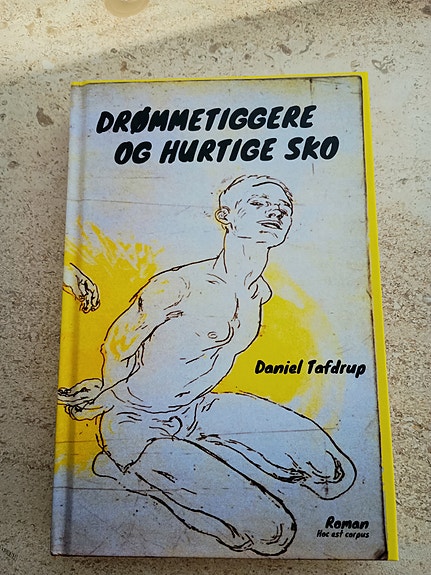 DRØMMETIGGERE
OG HURTIGE SKO
Daniel Tafdrup
Roman
Hoc est corpus